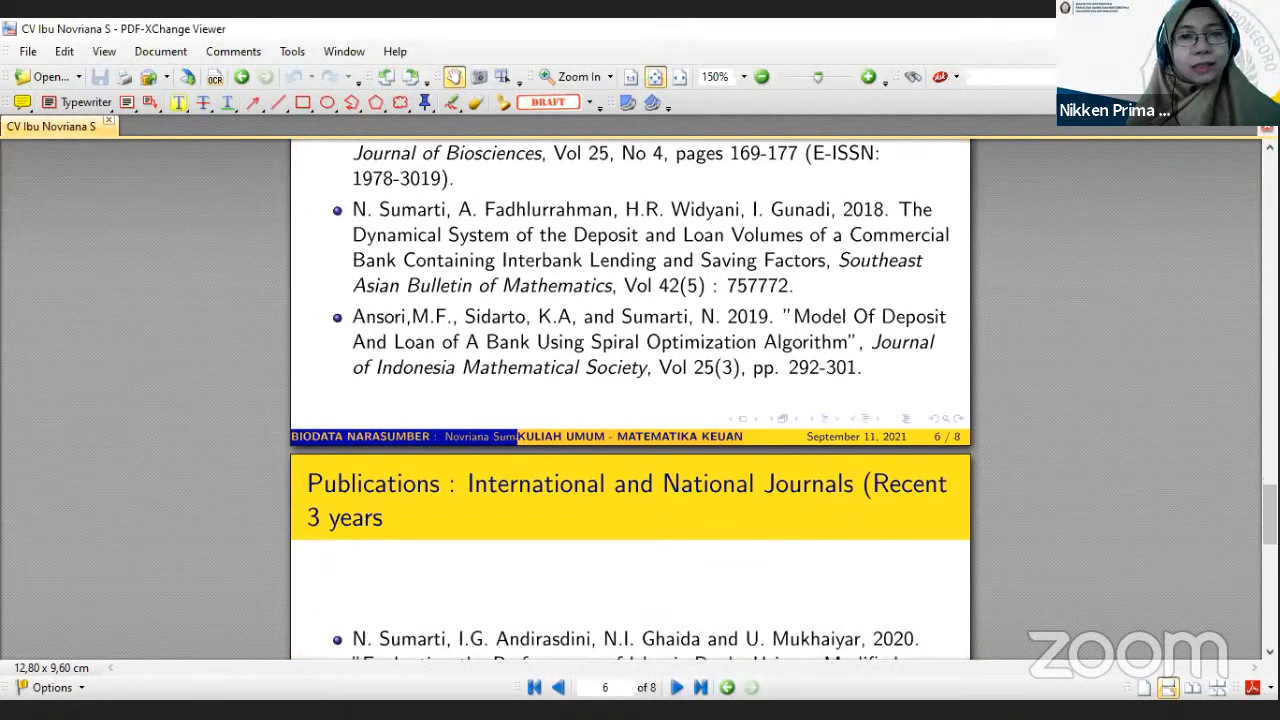 CV Ibu Novriana S - PDF-XChange Viewer
File Edit View Document Comments Tools Window Help
Open... OCR Zoom In 150%
Typewriter DRAFT
Nikken Prima ...
CV Ibu Novriana S
Journal of Biosciences, Vol 25, No 4, pages 169-177 (E-ISSN:
1978-3019).
N. Sumarti, A. Fadhlurrahman, H.R. Widyani, I. Gunadi, 2018. The
Dynamical System of the Deposit and Loan Volumes of a Commercial
Bank Containing Interbank Lending and Saving Factors, Southeast
Asian Bulletin of Mathematics, Vol 42(5) : 757772.
Ansori,M.F., Sidarto, K.A, and Sumarti, N. 2019. "Model Of Deposit
And Loan of A Bank Using Spiral Optimization Algorithm", Journal
of Indonesia Mathematical Society, Vol 25(3), pp. 292-301.
BIODATA NARASUMBER : Novriana Suma KULIAH UMUM - MATEMATIKA KEUAN September 11, 2021 6 / 8
Publications : International and National Journals (Recent
3 years
N. Sumarti, I.G. Andirasdini, N.I. Ghaida and U. Mukhaiyar, 2020.
zoom
12,80 x 9,60 cm
Options 6 of 8